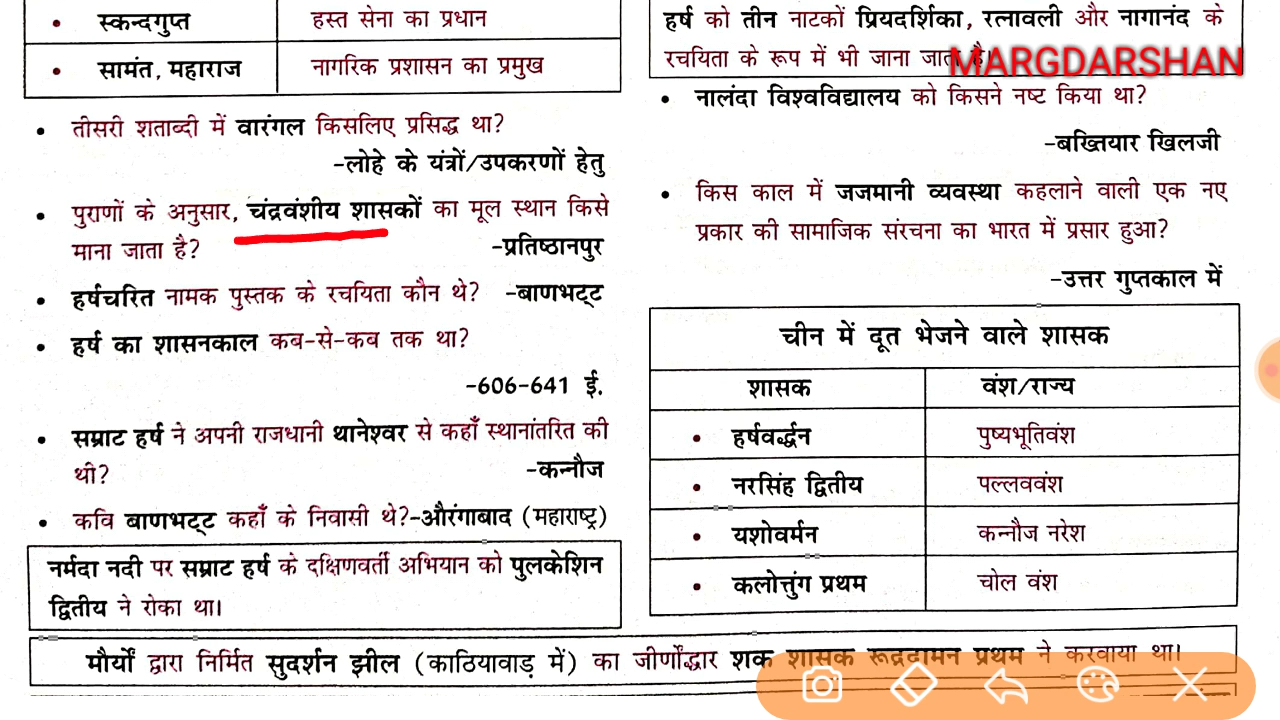 • स्कन्दगुप्त हस्त सेना का प्रधान
• सामंत, महाराज नागरिक प्रशासन का प्रमुख
• तीसरी शताब्दी में वारंगल किसलिए प्रसिद्ध था?
-लोहे के यंत्रों/उपकरणों हेतु
• पुराणों के अनुसार, चंद्रवंशीय शासकों का मूल स्थान किसे
माना जाता है? -प्रतिष्ठानपुर
• हर्षचरित नामक पुस्तक के रचयिता कौन थे? -बाणभट्ट
• हर्ष का शासनकाल कब-से-कब तक था?
-606-641 ई.
• सम्राट हर्ष ने अपनी राजधानी थानेश्वर से कहाँ स्थानांतरित की
थी? -कन्नौज
• कवि बाणभट्ट कहाँ के निवासी थे?-औरंगाबाद (महाराष्ट्र)
नर्मदा नदी पर सम्राट हर्ष के दक्षिणवर्ती अभियान को पुलकेशिन
द्वितीय ने रोका था।
हर्ष को तीन नाटकों प्रियदर्शिका, रत्नावली और नागानंद के
रचयिता के रूप में भी जाना जाता है।
MARGDARSHAN
• नालंदा विश्वविद्यालय को किसने नष्ट किया था?
-बख्तियार खिलजी
• किस काल में जजमानी व्यवस्था कहलाने वाली एक नए
प्रकार की सामाजिक संरचना का भारत में प्रसार हुआ?
-उत्तर गुप्तकाल में
चीन में दूत भेजने वाले शासक
शासक वंश/राज्य
• हर्षवर्द्धन पुष्यभूतिवंश
• नरसिंह द्वितीय पल्लववंश
• यशोवर्मन कन्नौज नरेश
• कलोत्तुंग प्रथम चोल वंश
मौर्यों द्वारा निर्मित सुदर्शन झील (काठियावाड़ में) का जीर्णोद्धार शक शासक रूद्रदामन प्रथम ने करवाया था।